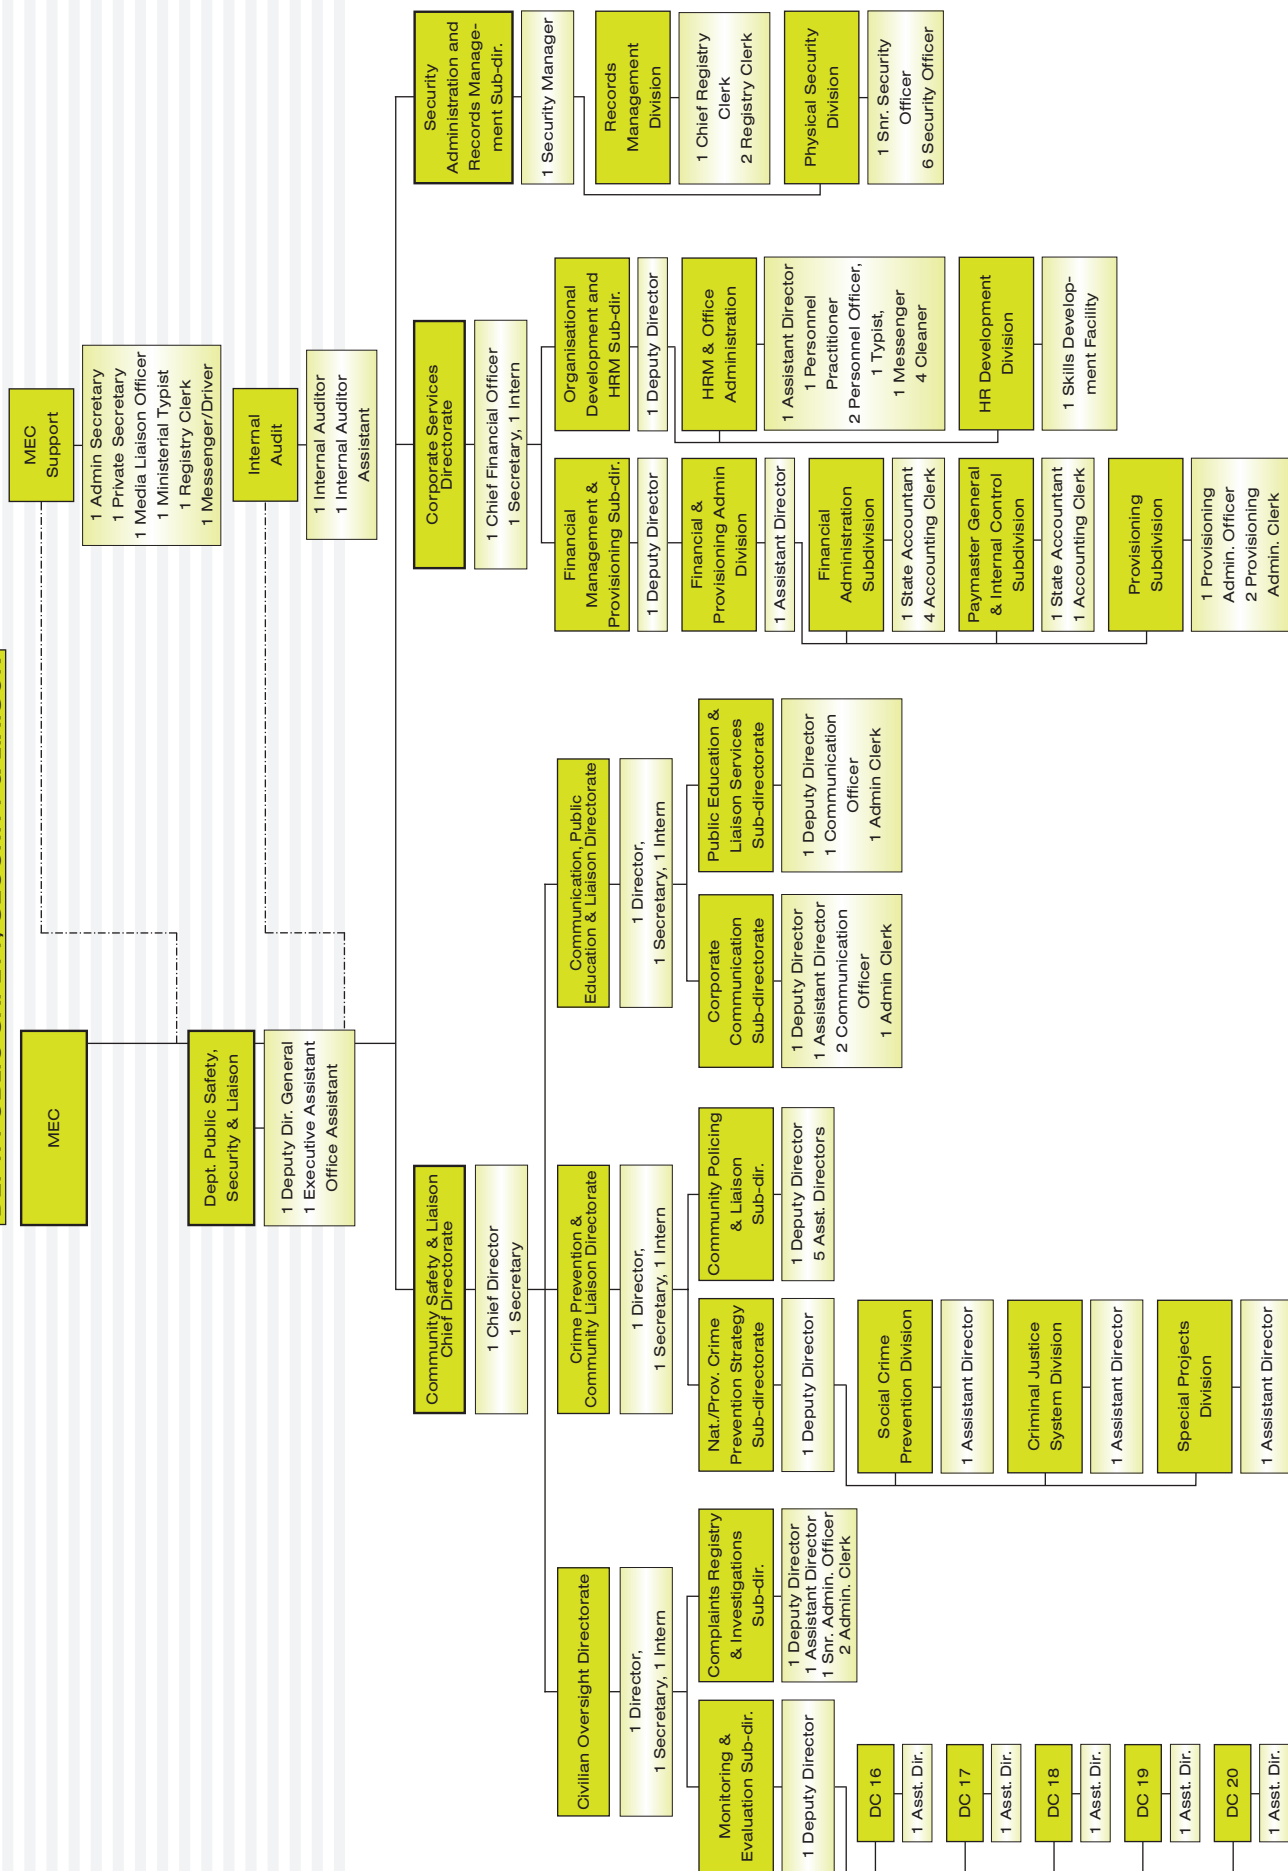 MEC
MEC
Support
1 Admin Secretary
1 Private Secretary
1 Media Liaison Officer
1 Ministerial Typist
1 Registry Clerk
1 Messenger/Driver
Dept. Public Safety,
Security & Liaison
1 Deputy Dir. General
1 Executive Assistant
Office Assistant
Internal
Audit
1 Internal Auditor
1 Internal Auditor
Assistant
Community Safety & Liaison
Chief Directorate
1 Chief Director
1 Secretary
Corporate Services
Directorate
1 Chief Financial Officer
1 Secretary, 1 Intern
Security
Administration and
Records Manage-
ment Sub-dir.
1 Security Manager
Records
Management
Division
1 Chief Registry
Clerk
2 Registry Clerk
Physical Security
Division
1 Snr. Security
Officer
6 Security Officer
Civilian Oversight Directorate
1 Director,
1 Secretary, 1 Intern
Crime Prevention &
Community Liaison Directorate
1 Director,
1 Secretary, 1 Intern
Communication, Public
Education & Liaison Directorate
1 Director,
1 Secretary, 1 Intern
Financial
Management &
Provisioning Sub-dir.
1 Deputy Director
Financial &
Provisioning Admin
Division
1 Assistant Director
Financial
Administration
Subdivision
1 State Accountant
4 Accounting Clerk
Paymaster General
& Internal Control
Subdivision
1 State Accountant
1 Accounting Clerk
Provisioning
Subdivision
1 Provisioning
Admin. Officer
2 Provisioning
Admin. Clerk
Organisational
Development and
HRM Sub-dir.
1 Deputy Director
HRM & Office
Administration
1 Assistant Director
1 Personnel
Practitioner
2 Personnel Officer,
1 Typist,
1 Messenger
4 Cleaner
HR Development
Division
1 Skills Develop-
ment Facility
Monitoring &
Evaluation Sub-dir.
1 Deputy Director
DC 16
1 Asst. Dir.
DC 17
1 Asst. Dir.
DC 18
1 Asst. Dir.
DC 19
1 Asst. Dir.
DC 20
1 Asst. Dir.
Complaints Registry
& Investigations
Sub-dir.
1 Deputy Director
1 Assistant Director
1 Snr. Admin. Officer
2 Admin. Clerk
Nat./Prov. Crime
Prevention Strategy
Sub-directorate
1 Deputy Director
Social Crime
Prevention Division
1 Assistant Director
Criminal Justice
System Division
1 Assistant Director
Special Projects
Division
1 Assistant Director
Community Policing
& Liaison
Sub-dir.
1 Deputy Director
5 Asst. Directors
Corporate
Communication
Sub-directorate
1 Deputy Director
1 Assistant Director
2 Communication
Officer
1 Admin Clerk
Public Education &
Liaison Services
Sub-directorate
1 Deputy Director
1 Communication
Officer
1 Admin Clerk